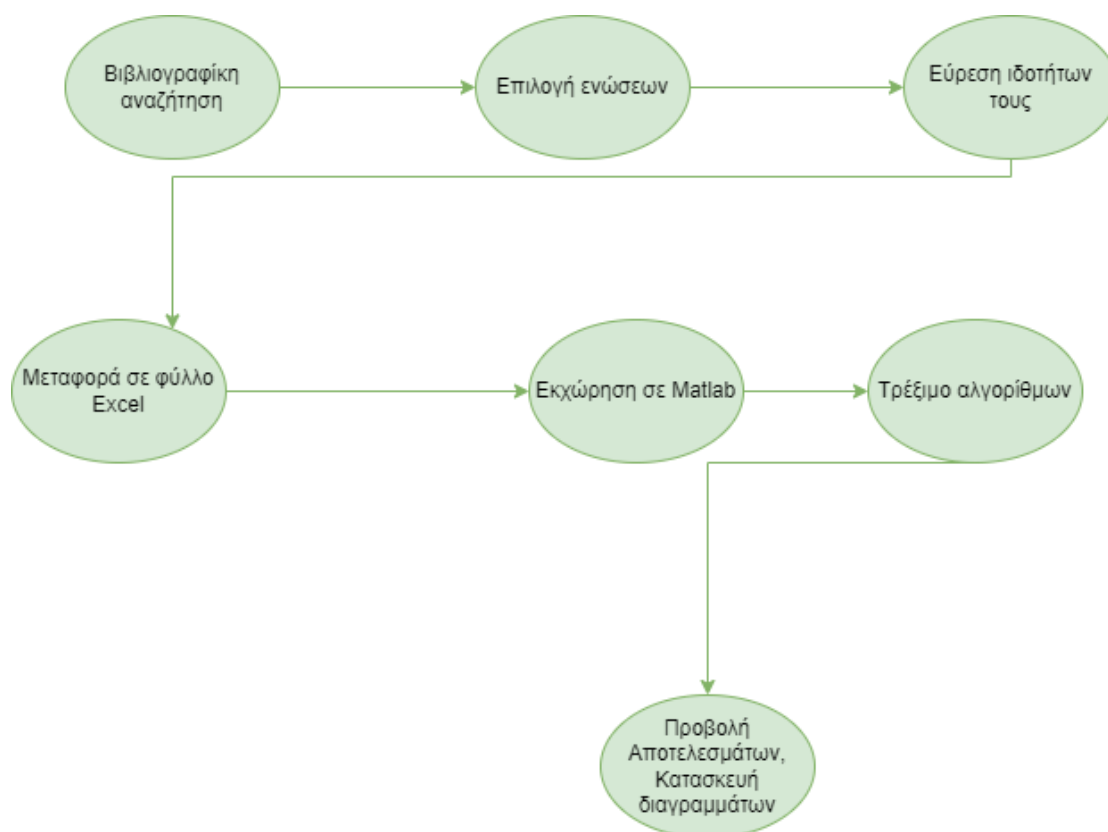 Βιβλιογραφίκη
αναζήτηση
Επιλογή ενώσεων
Εύρεση ιδοτήτων
τους
Μεταφορά σε φύλλο
Excel
Εκχώρηση σε Matlab
Τρέξιμο αλγορίθμων
Προβολή
Αποτελεσμάτων,
Κατασκευή
διαγραμμάτων